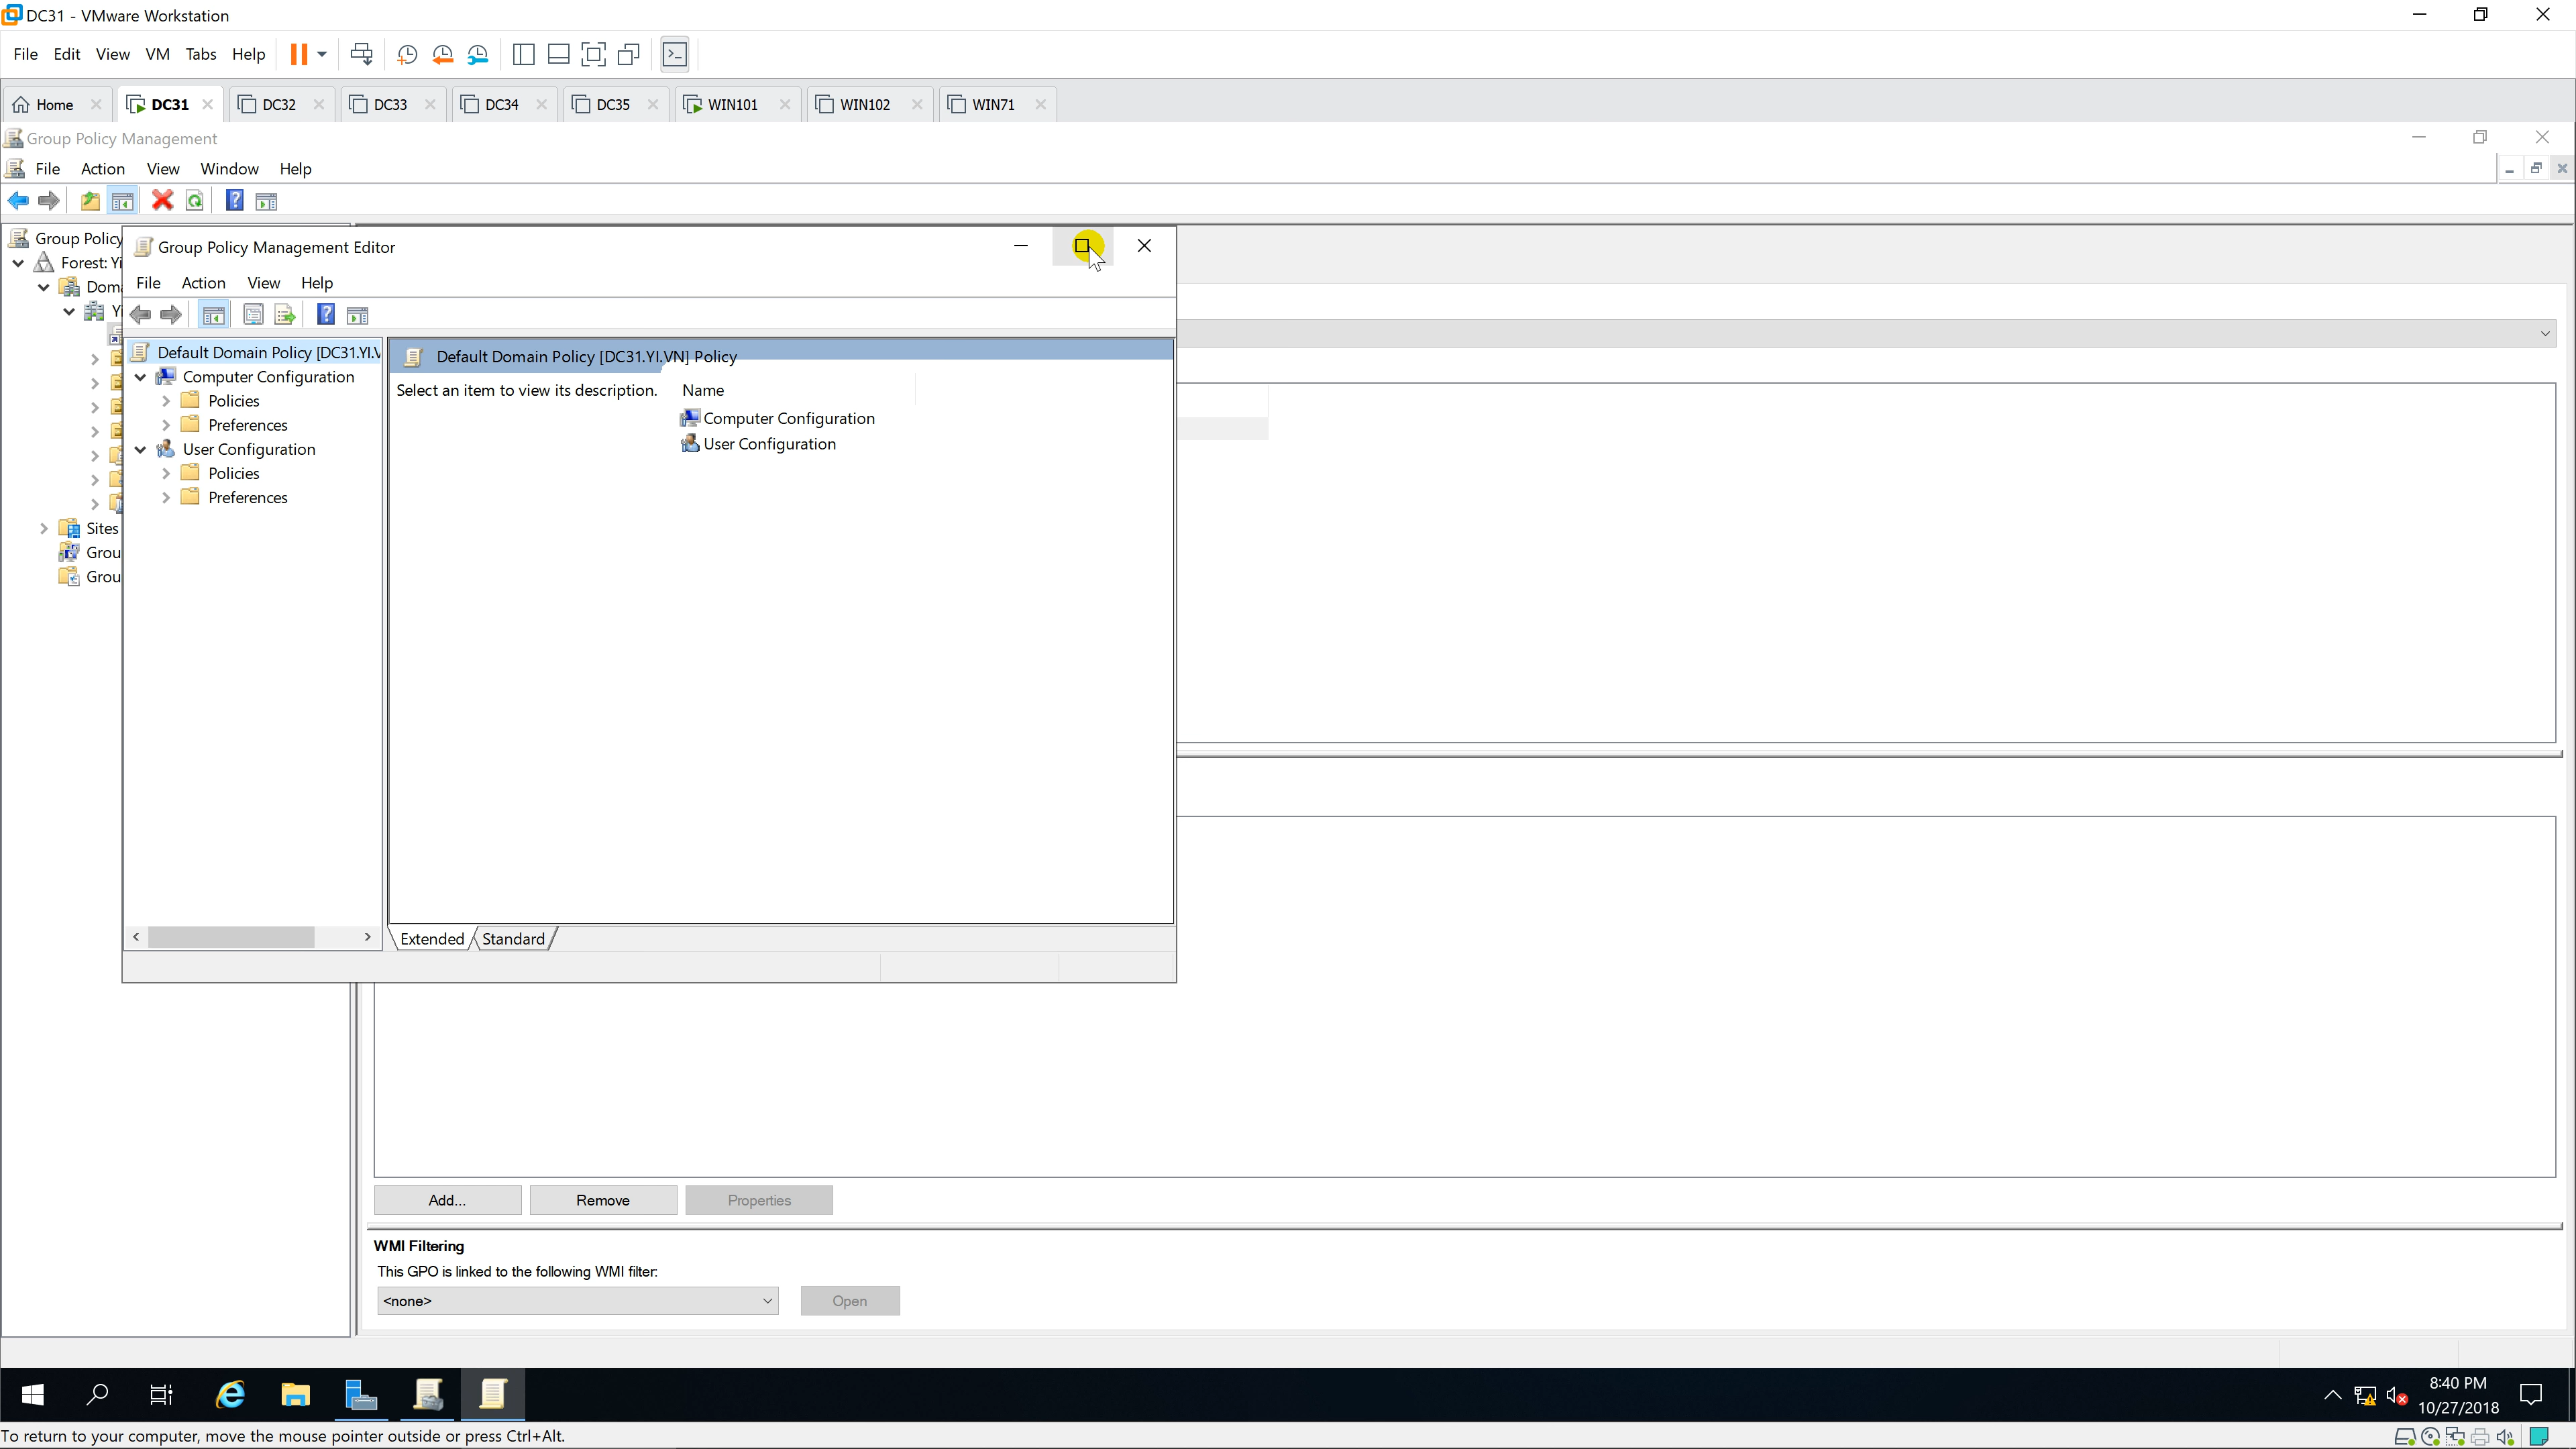 DC31 - VMware Workstation
File Edit View VM Tabs Help
Home DC31 DC32 DC33 DC34 DC35 WIN101 WIN102 WIN71
Group Policy Management
File Action View Window Help
Group Policy
Forest: Yi
Doma
Y
Sites
Grou
Grou
Group Policy Management Editor
File Action View Help
Default Domain Policy [DC31.YI.V
Computer Configuration
Policies
Preferences
User Configuration
Policies
Preferences
Default Domain Policy [DC31.YI.VN] Policy
Select an item to view its description.
Name
Computer Configuration
User Configuration
Extended Standard
Add... Remove Properties
WMI Filtering
This GPO is linked to the following WMI filter:
<none> Open
8:40 PM
10/27/2018
To return to your computer, move the mouse pointer outside or press Ctrl+Alt.